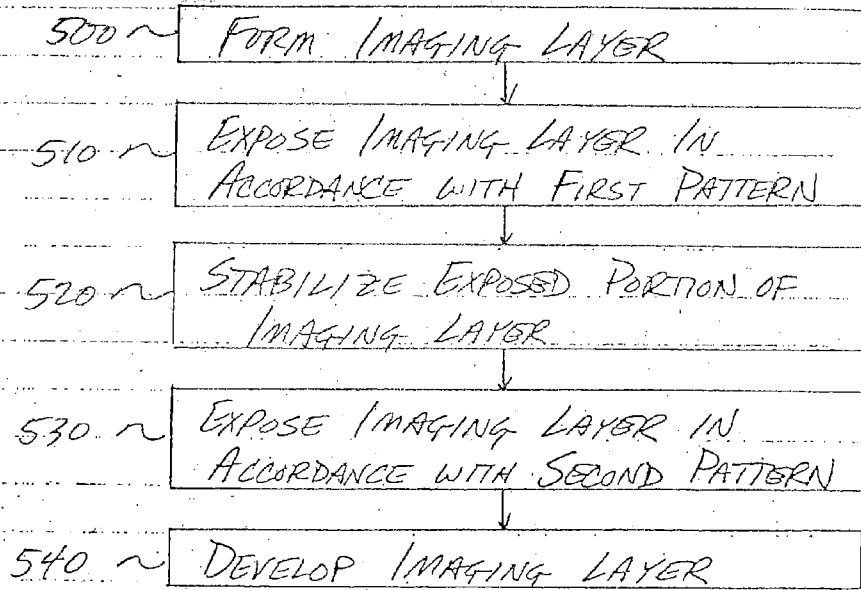 500 ~ FORM IMAGING LAYER
510 ~ EXPOSE IMAGING LAYER IN
ACCORDANCE WITH FIRST PATTERN
520 ~ STABILIZE EXPOSED PORTION OF
IMAGING LAYER
530 ~ EXPOSE IMAGING LAYER IN
ACCORDANCE WITH SECOND PATTERN
540 ~ DEVELOP IMAGING LAYER